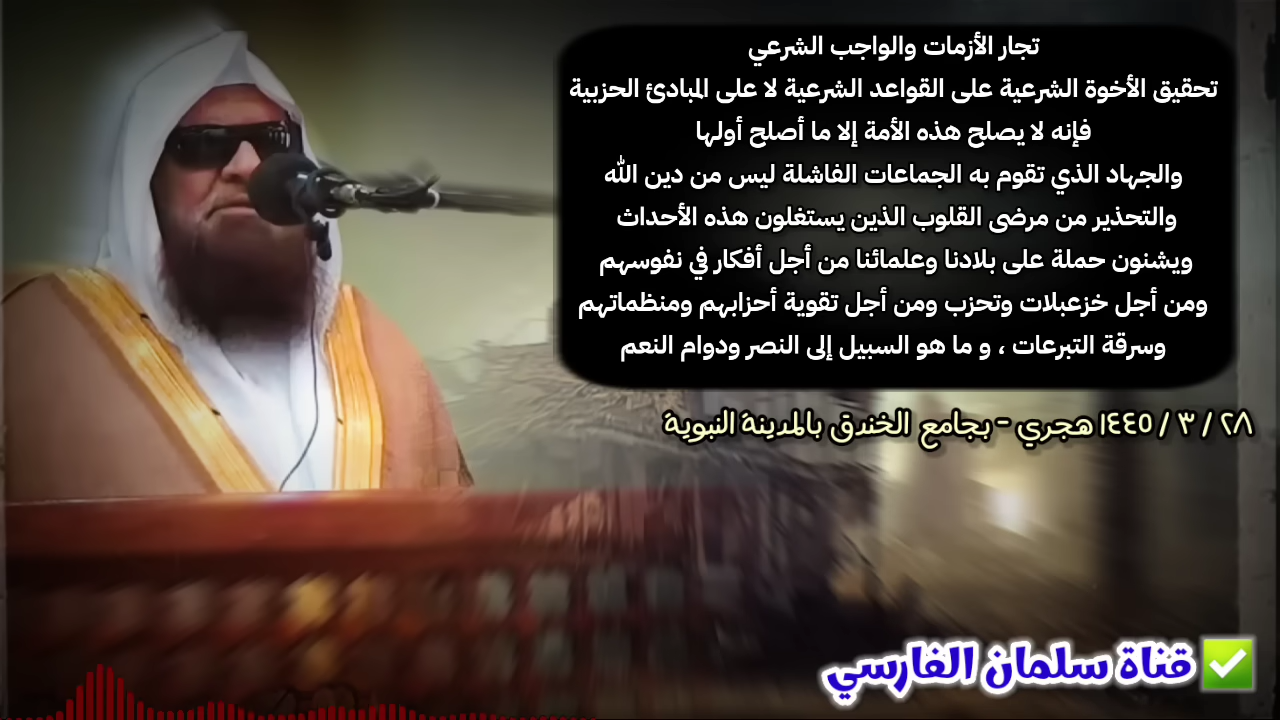 تجار الأزمات والواجب الشرعي
تحقيق الأخوة الشرعية على القواعد الشرعية لا على المبادئ الحزبية
فإنه لا يصلح هذه الأمة إلا ما أصلح أولها
والجهاد الذي تقوم به الجماعات الفاشلة ليس من دين الله
والتحذير من مرضى القلوب الذين يستغلون هذه الأحداث
ويشنون حملة على بلادنا وعلمائنا من أجل أفكار في نفوسهم
ومن أجل خزعبلات وتحزب ومن أجل تقوية أحزابهم ومنظماتهم
وسرقة التبرعات ، و ما هو السبيل إلى النصر ودوام النعم
٢٨ / ٣ / ١٤٤٥ هجري - بجامع الخندق بالمدينة النبوية
✅ قناة سلمان الفارسي